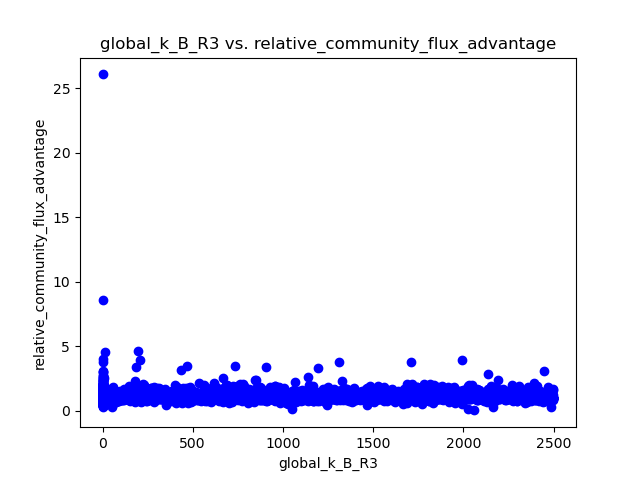 global_k_B_R3 vs. relative_community_flux_advantage
25
20
15
10
5
0
relative_community_flux_advantage
0 500 1000 1500 2000 2500
global_k_B_R3